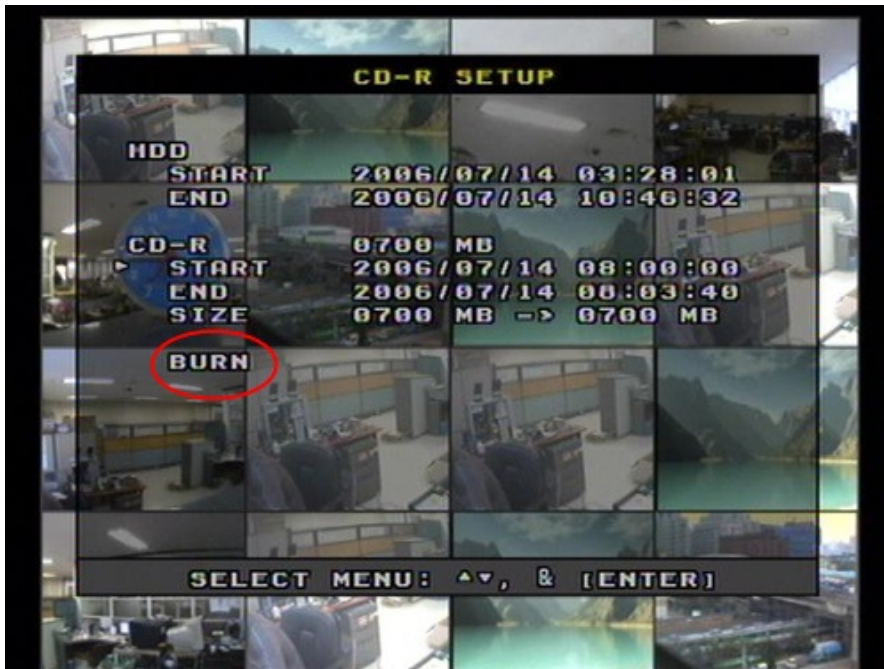 CD-R SETUP
HDD
START 2006/07/14 03:28:01
END 2006/07/14 10:46:32
CD-R 0700 MB
START 2006/07/14 08:00:00
END 2006/07/14 08:03:40
SIZE 0700 MB -> 0700 MB
BURN
SELECT MENU: ▲▼, & [ENTER]